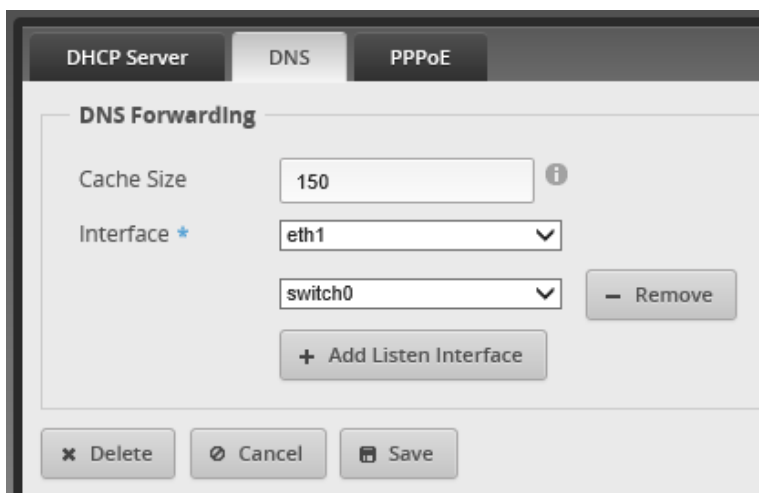 DHCP Server DNS PPPoE
DNS Forwarding
Cache Size 150
Interface * eth1
switch0 − Remove
+ Add Listen Interface
Delete Cancel Save